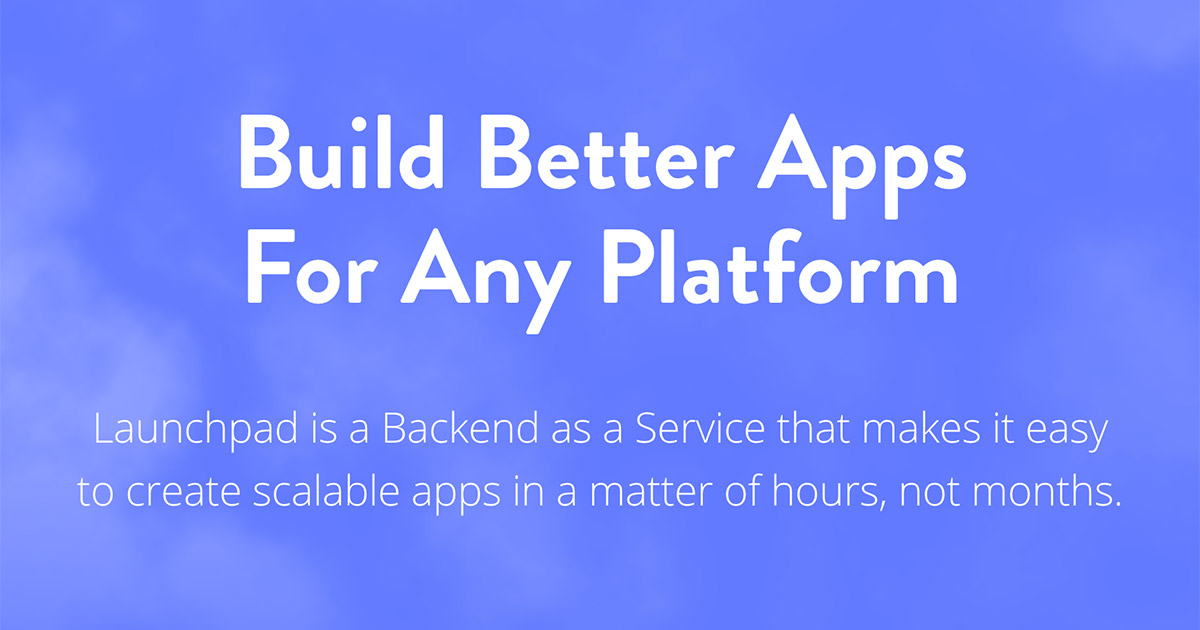 Build Better Apps
For Any Platform
Launchpad is a Backend as a Service that makes it easy
to create scalable apps in a matter of hours, not months.